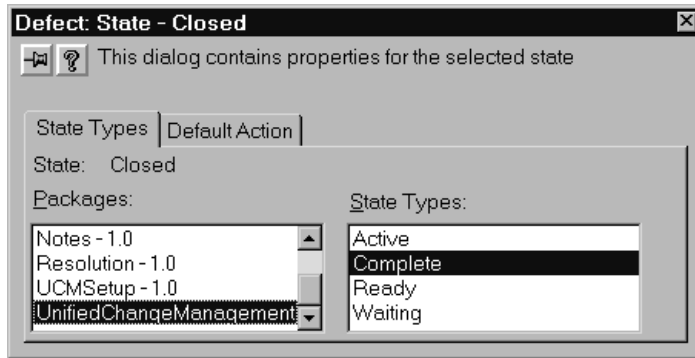 Defect: State - Closed
This dialog contains properties for the selected state
State Types
Default Action
State: Closed
Packages:
State Types:
Notes - 1.0
Resolution - 1.0
UCMSetup - 1.0
UnifiedChangeManagement
Active
Complete
Ready
Waiting